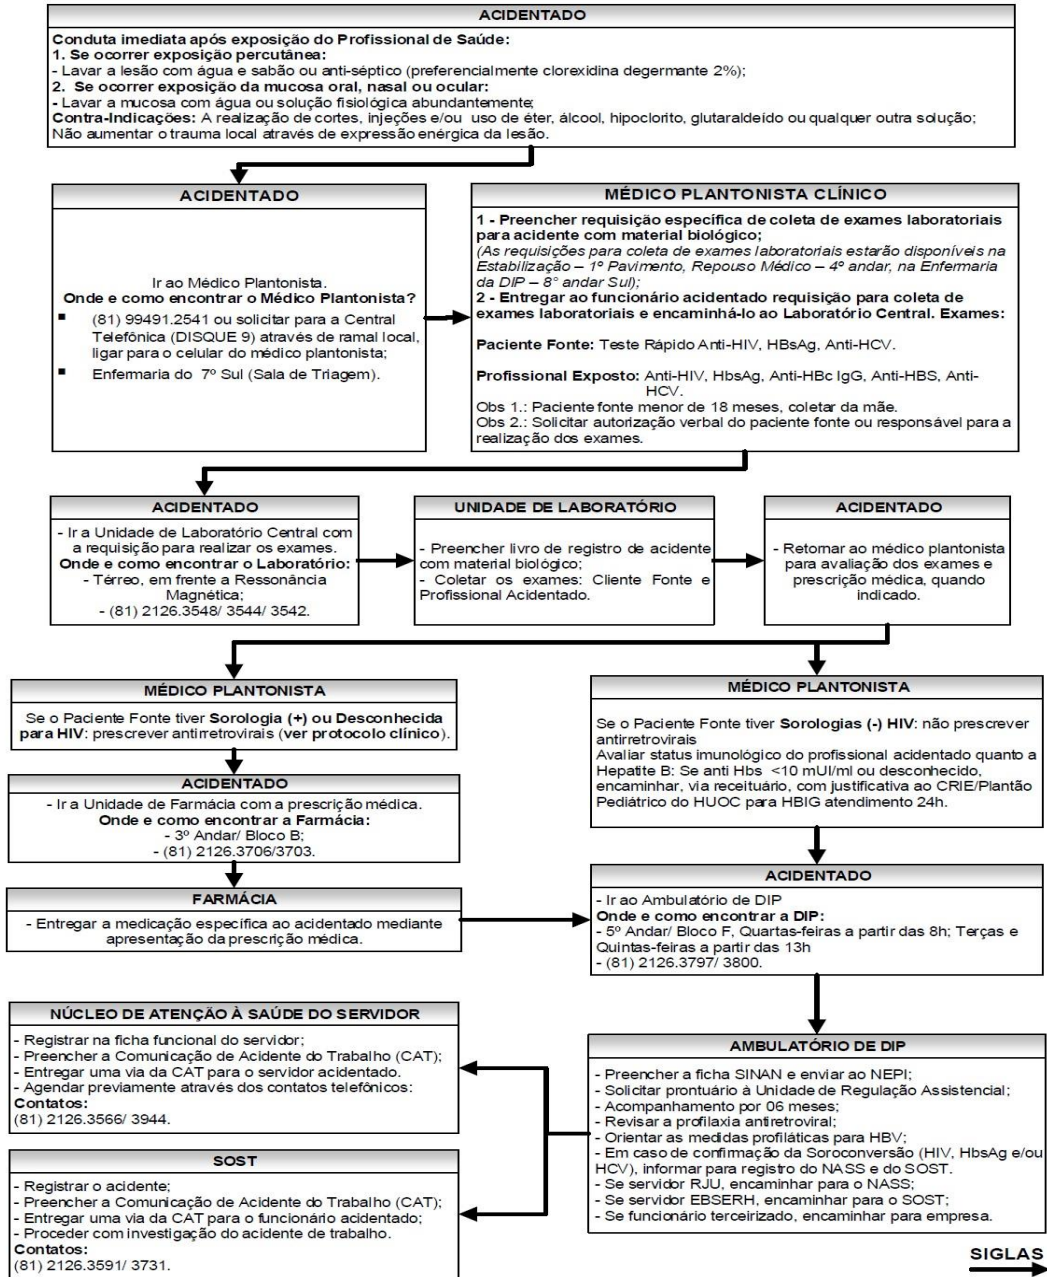 ACIDENTADO
Conduta imediata após exposição do Profissional de Saúde:
1. Se ocorrer exposição percutânea:
- Lavar a lesão com água e sabão ou anti-séptico (preferencialmente clorexidina degermante 2%);
2. Se ocorrer exposição da mucosa oral, nasal ou ocular:
- Lavar a mucosa com água ou solução fisiológica abundantemente;
Contra-Indicações: A realização de cortes, injeções e/ou uso de éter, álcool, hipoclorito, glutaraldeído ou qualquer outra solução;
Não aumentar o trauma local através de expressão enérgica da lesão.
ACIDENTADO
Ir ao Médico Plantonista.
Onde e como encontrar o Médico Plantonista?
▪ (81) 99491.2541 ou solicitar para a Central
Telefônica (DISQUE 9) através de ramal local,
ligar para o celular do médico plantonista;
▪ Enfermaria do 7º Sul (Sala de Triagem).
MÉDICO PLANTONISTA CLÍNICO
1 - Preencher requisição específica de coleta de exames laboratoriais
para acidente com material biológico;
(As requisições para coleta de exames laboratoriais estarão disponíveis na
Estabilização – 1º Pavimento, Repouso Médico – 4º andar, na Enfermaria
da DIP – 8° andar Sul);
2 - Entregar ao funcionário acidentado requisição para coleta de
exames laboratoriais e encaminhá-lo ao Laboratório Central. Exames:
Paciente Fonte: Teste Rápido Anti-HIV, HBsAg, Anti-HCV.
Profissional Exposto: Anti-HIV, HbsAg, Anti-HBc IgG, Anti-HBS, Anti-
HCV.
Obs 1.: Paciente fonte menor de 18 meses, coletar da mãe.
Obs 2.: Solicitar autorização verbal do paciente fonte ou responsável para a
realização dos exames.
ACIDENTADO
- Ir a Unidade de Laboratório Central com
a requisição para realizar os exames.
Onde e como encontrar o Laboratório:
- Térreo, em frente a Ressonância
Magnética;
- (81) 2126.3548/ 3544/ 3542.
UNIDADE DE LABORATÓRIO
- Preencher livro de registro de acidente
com material biológico;
- Coletar os exames: Cliente Fonte e
Profissional Acidentado.
ACIDENTADO
- Retornar ao médico plantonista
para avaliação dos exames e
prescrição médica, quando
indicado.
MÉDICO PLANTONISTA
Se o Paciente Fonte tiver Sorologia (+) ou Desconhecida
para HIV: prescrever antirretrovirais (ver protocolo clínico).
MÉDICO PLANTONISTA
Se o Paciente Fonte tiver Sorologias (-) HIV: não prescrever
antirretrovirais
Avaliar status imunológico do profissional acidentado quanto a
Hepatite B: Se anti Hbs <10 mUI/ml ou desconhecido,
encaminhar, via receituário, com justificativa ao CRIE/Plantão
Pediátrico do HUOC para HBIG atendimento 24h.
ACIDENTADO
- Ir a Unidade de Farmácia com a prescrição médica.
Onde e como encontrar a Farmácia:
- 3º Andar/ Bloco B;
- (81) 2126.3706/3703.
FARMÁCIA
- Entregar a medicação específica ao acidentado mediante
apresentação da prescrição médica.
ACIDENTADO
- Ir ao Ambulatório de DIP
Onde e como encontrar a DIP:
- 5º Andar/ Bloco F, Quartas-feiras a partir das 8h; Terças e
Quintas-feiras a partir das 13h
- (81) 2126.3797/ 3800.
NÚCLEO DE ATENÇÃO À SAÚDE DO SERVIDOR
- Registrar na ficha funcional do servidor;
- Preencher a Comunicação de Acidente do Trabalho (CAT);
- Entregar uma via da CAT para o servidor acidentado.
- Agendar previamente através dos contatos telefônicos:
Contatos:
(81) 2126.3566/ 3944.
AMBULATÓRIO DE DIP
- Preencher a ficha SINAN e enviar ao NEPI;
- Solicitar prontuário à Unidade de Regulação Assistencial;
- Acompanhamento por 06 meses;
- Revisar a profilaxia antiretroviral;
- Orientar as medidas profiláticas para HBV;
- Em caso de confirmação da Soroconversão (HIV, HbsAg e/ou
HCV), informar para registro do NASS e do SOST.
- Se servidor RJU, encaminhar para o NASS;
- Se servidor EBSERH, encaminhar para o SOST;
- Se funcionário terceirizado, encaminhar para empresa.
SOST
- Registrar o acidente;
- Preencher a Comunicação de Acidente do Trabalho (CAT);
- Entregar uma via da CAT para o funcionário acidentado;
- Proceder com investigação do acidente de trabalho.
Contatos:
(81) 2126.3591/ 3731.
SIGLAS